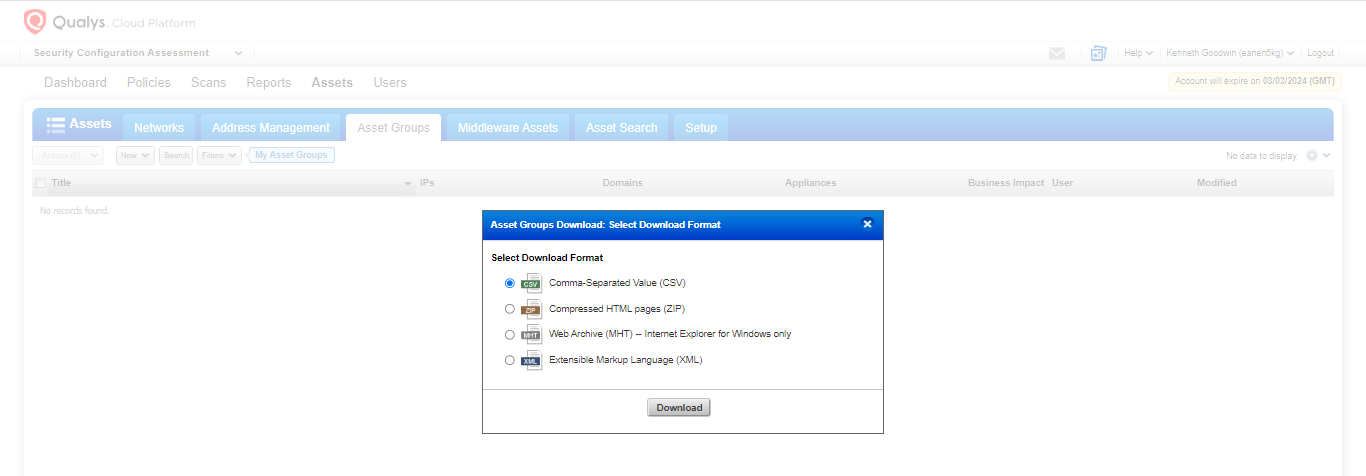 Qualys. Cloud Platform
Security Configuration Assessment
Help Kenneth Goodwin (eanen6kg) Logout
Dashboard Policies Scans Reports Assets Users
Account will expire on 03/03/2024 (GMT)
Assets Networks Address Management Asset Groups Middleware Assets Asset Search Setup
Actions (0) New Search Filters My Asset Groups No data to display.
Title IPs Domains Appliances Business Impact User Modified
No records found.
Asset Groups Download: Select Download Format
Select Download Format
CSV Comma-Separated Value (CSV)
ZIP Compressed HTML pages (ZIP)
MHT Web Archive (MHT) -- Internet Explorer for Windows only
XML Extensible Markup Language (XML)
Download